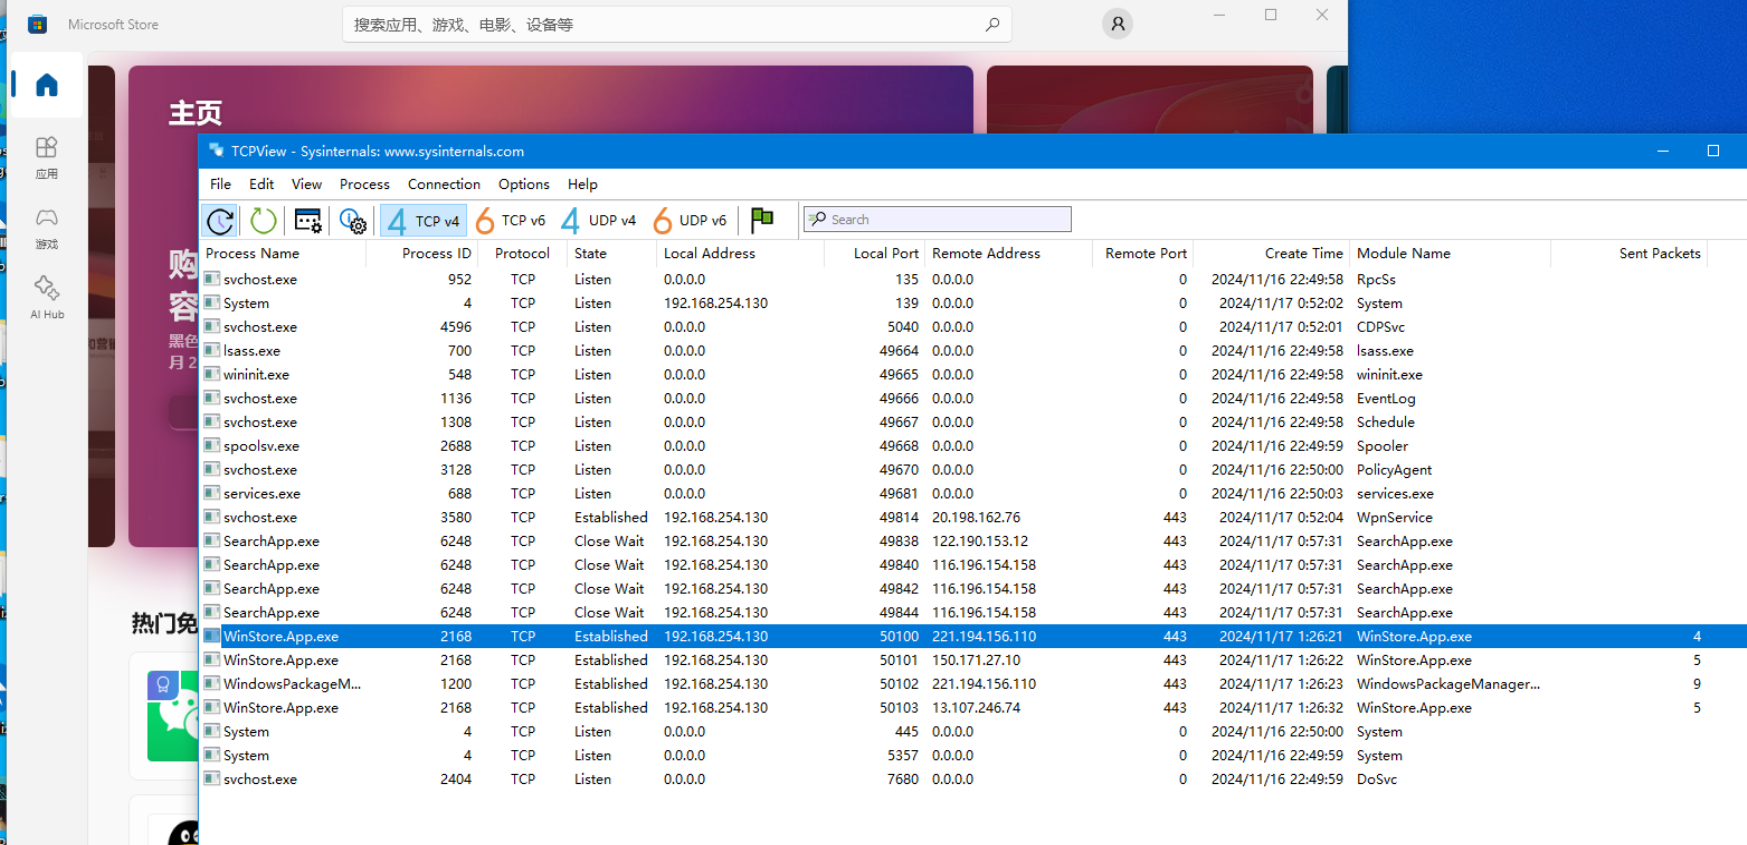 Microsoft Store
搜索应用、游戏、电影、设备等
主页
应用
游戏
AI Hub
购
容
黑色
月 2
热门免
TCPView - Sysinternals: www.sysinternals.com
File Edit View Process Connection Options Help
4 TCP v4 6 TCP v6 4 UDP v4 6 UDP v6 Search
Process Name Process ID Protocol State Local Address Local Port Remote Address Remote Port Create Time Module Name Sent Packets
svchost.exe 952 TCP Listen 0.0.0.0 135 0.0.0.0 0 2024/11/16 22:49:58 RpcSs
System 4 TCP Listen 192.168.254.130 139 0.0.0.0 0 2024/11/17 0:52:02 System
svchost.exe 4596 TCP Listen 0.0.0.0 5040 0.0.0.0 0 2024/11/17 0:52:01 CDPSvc
lsass.exe 700 TCP Listen 0.0.0.0 49664 0.0.0.0 0 2024/11/16 22:49:58 lsass.exe
wininit.exe 548 TCP Listen 0.0.0.0 49665 0.0.0.0 0 2024/11/16 22:49:58 wininit.exe
svchost.exe 1136 TCP Listen 0.0.0.0 49666 0.0.0.0 0 2024/11/16 22:49:58 EventLog
svchost.exe 1308 TCP Listen 0.0.0.0 49667 0.0.0.0 0 2024/11/16 22:49:58 Schedule
spoolsv.exe 2688 TCP Listen 0.0.0.0 49668 0.0.0.0 0 2024/11/16 22:49:59 Spooler
svchost.exe 3128 TCP Listen 0.0.0.0 49670 0.0.0.0 0 2024/11/16 22:50:00 PolicyAgent
services.exe 688 TCP Listen 0.0.0.0 49681 0.0.0.0 0 2024/11/16 22:50:03 services.exe
svchost.exe 3580 TCP Established 192.168.254.130 49814 20.198.162.76 443 2024/11/17 0:52:04 WpnService
SearchApp.exe 6248 TCP Close Wait 192.168.254.130 49838 122.190.153.12 443 2024/11/17 0:57:31 SearchApp.exe
SearchApp.exe 6248 TCP Close Wait 192.168.254.130 49840 116.196.154.158 443 2024/11/17 0:57:31 SearchApp.exe
SearchApp.exe 6248 TCP Close Wait 192.168.254.130 49842 116.196.154.158 443 2024/11/17 0:57:31 SearchApp.exe
SearchApp.exe 6248 TCP Close Wait 192.168.254.130 49844 116.196.154.158 443 2024/11/17 0:57:31 SearchApp.exe
WinStore.App.exe 2168 TCP Established 192.168.254.130 50100 221.194.156.110 443 2024/11/17 1:26:21 WinStore.App.exe 4
WinStore.App.exe 2168 TCP Established 192.168.254.130 50101 150.171.27.10 443 2024/11/17 1:26:22 WinStore.App.exe 5
WindowsPackageM... 1200 TCP Established 192.168.254.130 50102 221.194.156.110 443 2024/11/17 1:26:23 WindowsPackageManager... 9
WinStore.App.exe 2168 TCP Established 192.168.254.130 50103 13.107.246.74 443 2024/11/17 1:26:32 WinStore.App.exe 5
System 4 TCP Listen 0.0.0.0 445 0.0.0.0 0 2024/11/16 22:50:00 System
System 4 TCP Listen 0.0.0.0 5357 0.0.0.0 0 2024/11/16 22:49:59 System
svchost.exe 2404 TCP Listen 0.0.0.0 7680 0.0.0.0 0 2024/11/16 22:49:59 DoSvc